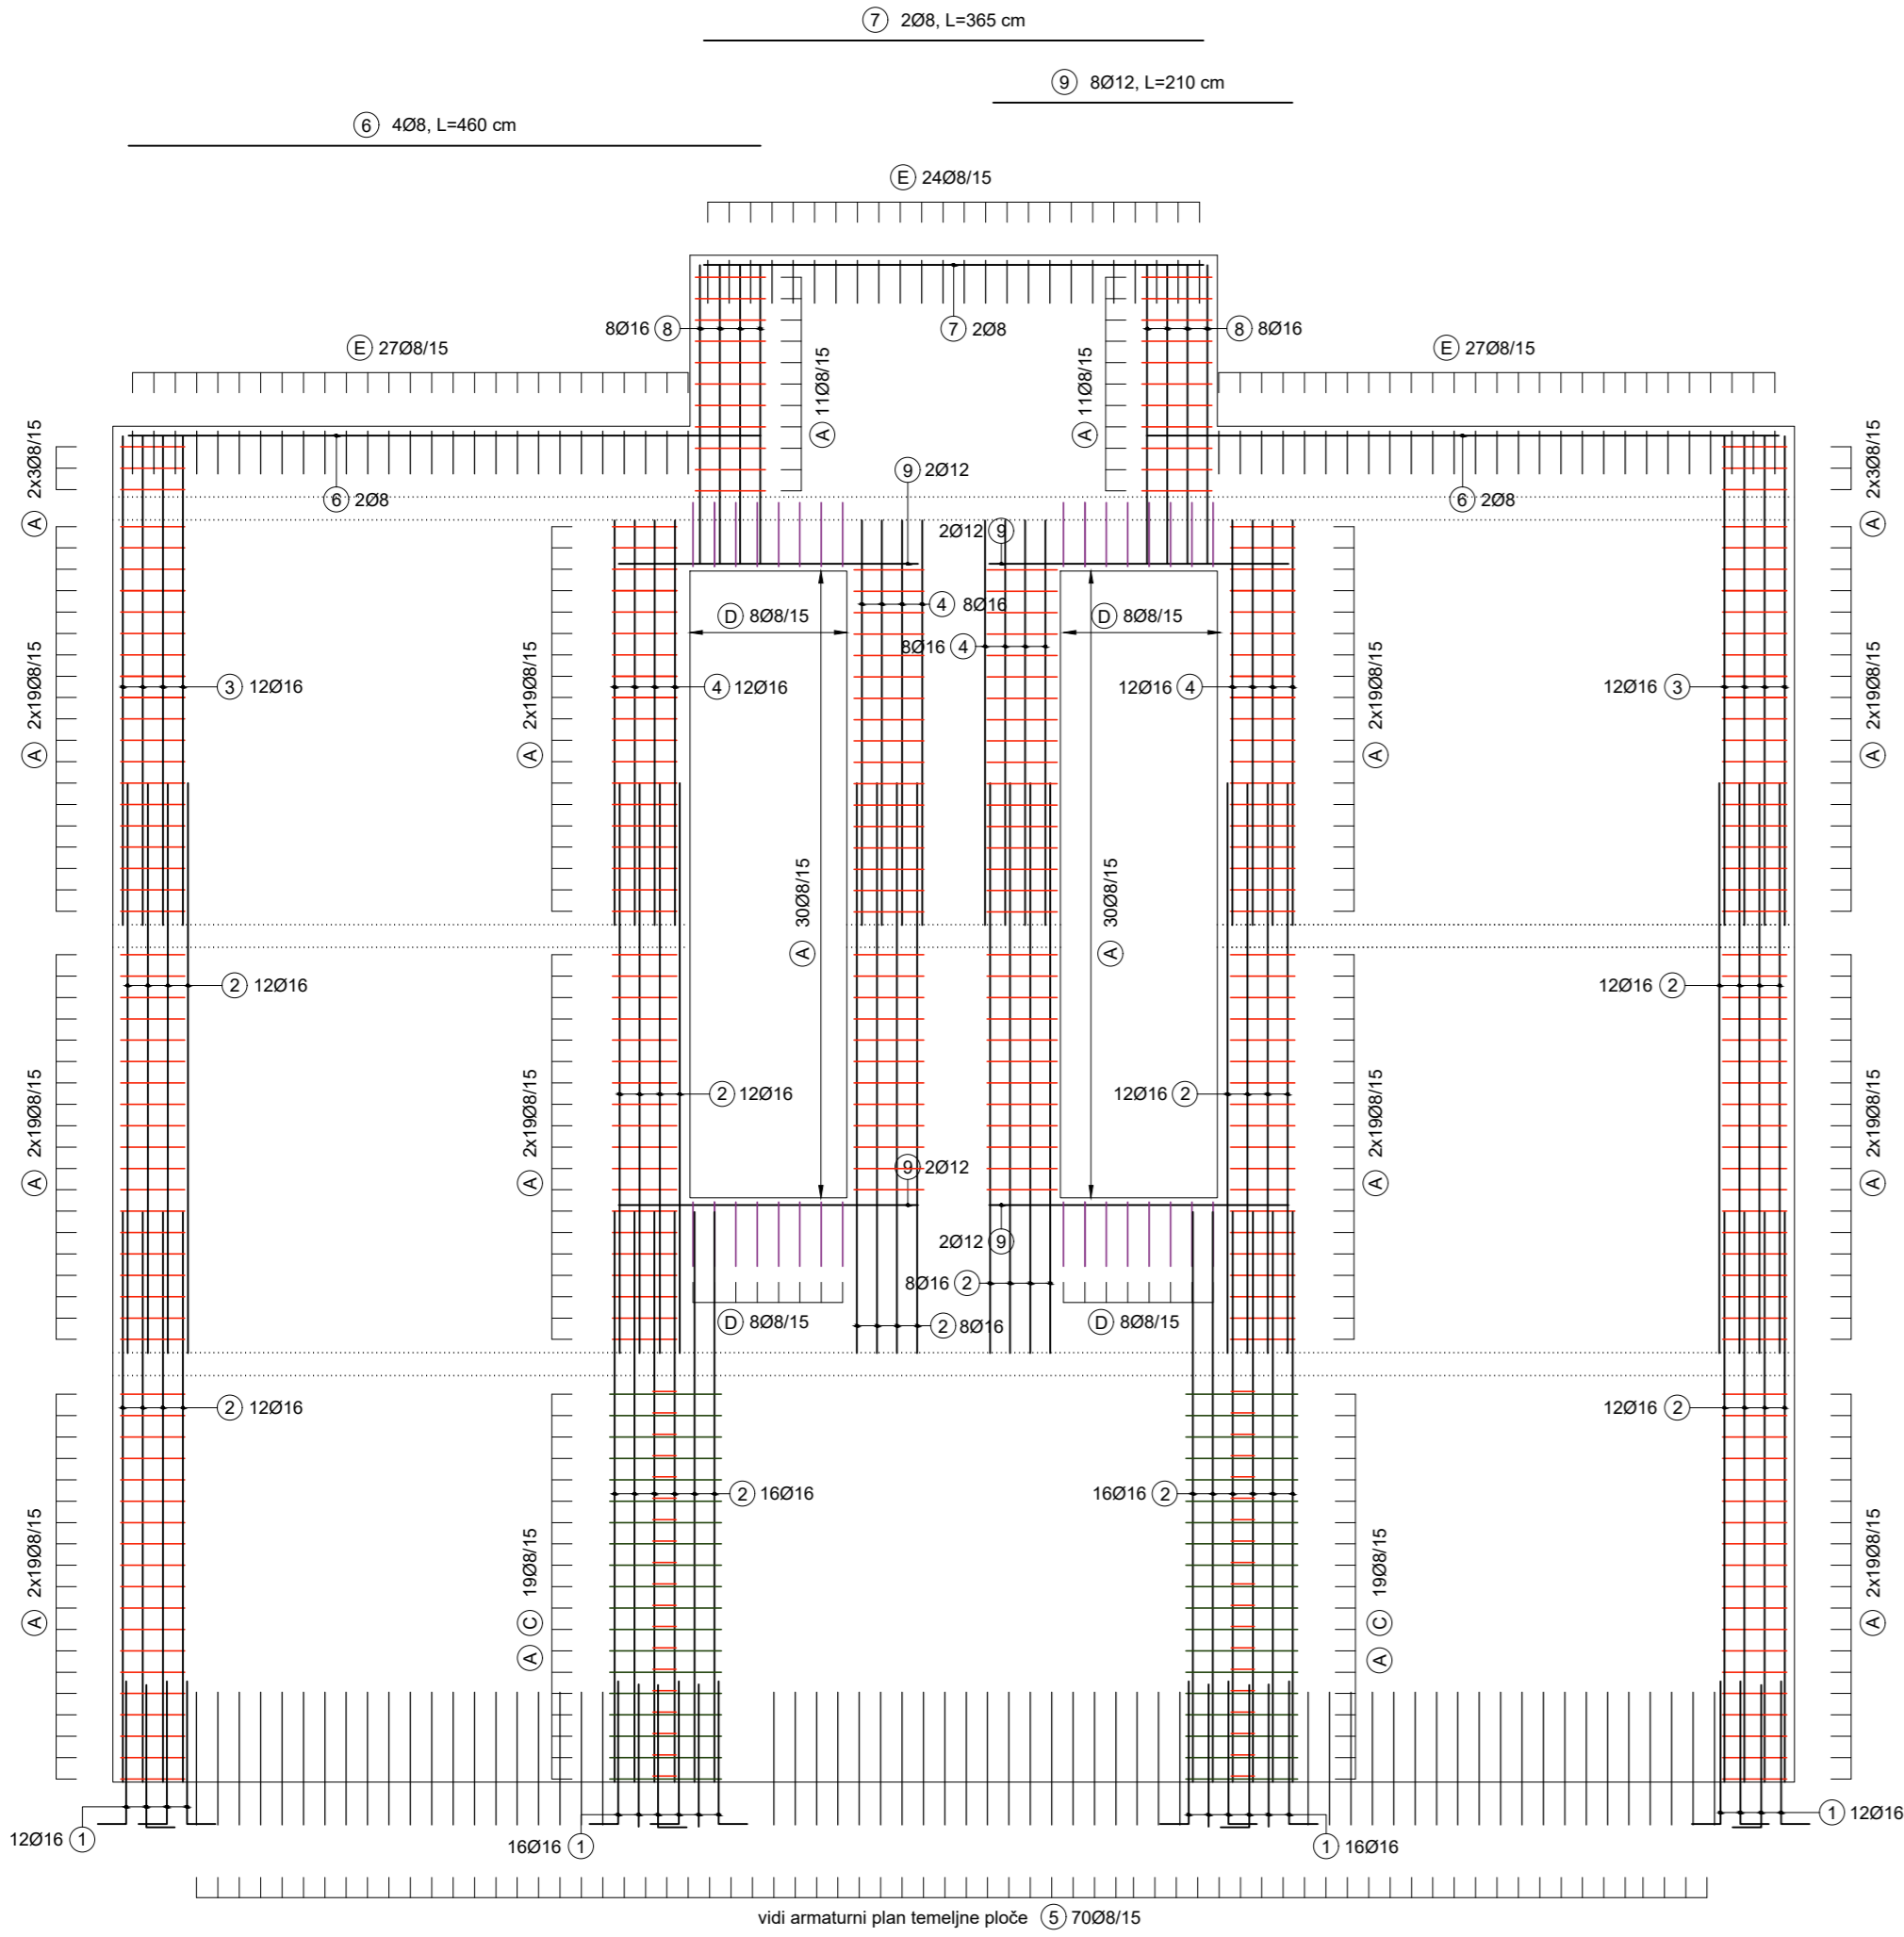 7 2Ø8, L=365 cm
9 8Ø12, L=210 cm
6 4Ø8, L=460 cm
E 24Ø8/15
8Ø16 8
7 2Ø8
8 8Ø16
E 27Ø8/15
E 27Ø8/15
A 11Ø8/15
A 11Ø8/15
A 2x3Ø8/15
A 2x3Ø8/15
9 2Ø12
6 2Ø8
6 2Ø8
2Ø12 9
D 8Ø8/15
4 8Ø16
D 8Ø8/15
8Ø16 4
A 2x19Ø8/15
3 12Ø16
A 2x19Ø8/15
4 12Ø16
12Ø16 4
A 2x19Ø8/15
12Ø16 3
A 2x19Ø8/15
A 30Ø8/15
A 30Ø8/15
2 12Ø16
12Ø16 2
A 2x19Ø8/15
A 2x19Ø8/15
2 12Ø16
12Ø16 2
A 2x19Ø8/15
A 2x19Ø8/15
9 2Ø12
2Ø12 9
8Ø16 2
D 8Ø8/15
2 8Ø16
D 8Ø8/15
2 12Ø16
12Ø16 2
2 16Ø16
16Ø16 2
A 2x19Ø8/15
A C 19Ø8/15
A C 19Ø8/15
A 2x19Ø8/15
12Ø16 1
16Ø16 1
1 16Ø16
1 12Ø16
vidi armaturni plan temeljne ploče 5 70Ø8/15